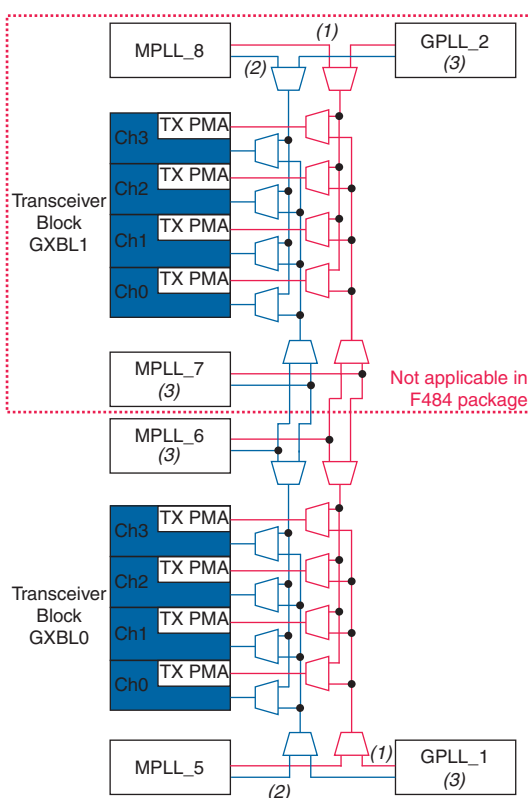 (1)
MPLL_8
(2)
GPLL_2
(3)
Transceiver
Block
GXBL1
Ch3
TX PMA
Ch2
TX PMA
Ch1
TX PMA
Ch0
TX PMA
MPLL_7
(3)
Not applicable in
F484 package
MPLL_6
(3)
Transceiver
Block
GXBL0
Ch3
TX PMA
Ch2
TX PMA
Ch1
TX PMA
Ch0
TX PMA
MPLL_5
(2)
(1)
GPLL_1
(3)